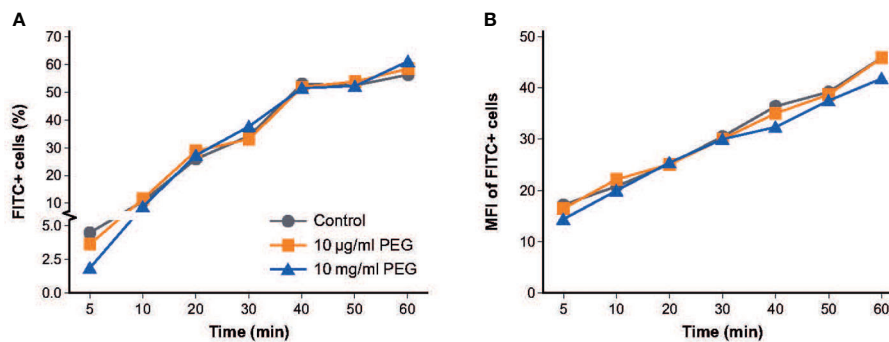 A
FITC+ cells (%)
70
60
50
40
30
20
10
5.0
2.5
0.0
5 10 20 30 40 50 60
Time (min)
Control
10 µg/ml PEG
10 mg/ml PEG
B
MFI of FITC+ cells
50
40
30
20
10
0
5 10 20 30 40 50 60
Time (min)